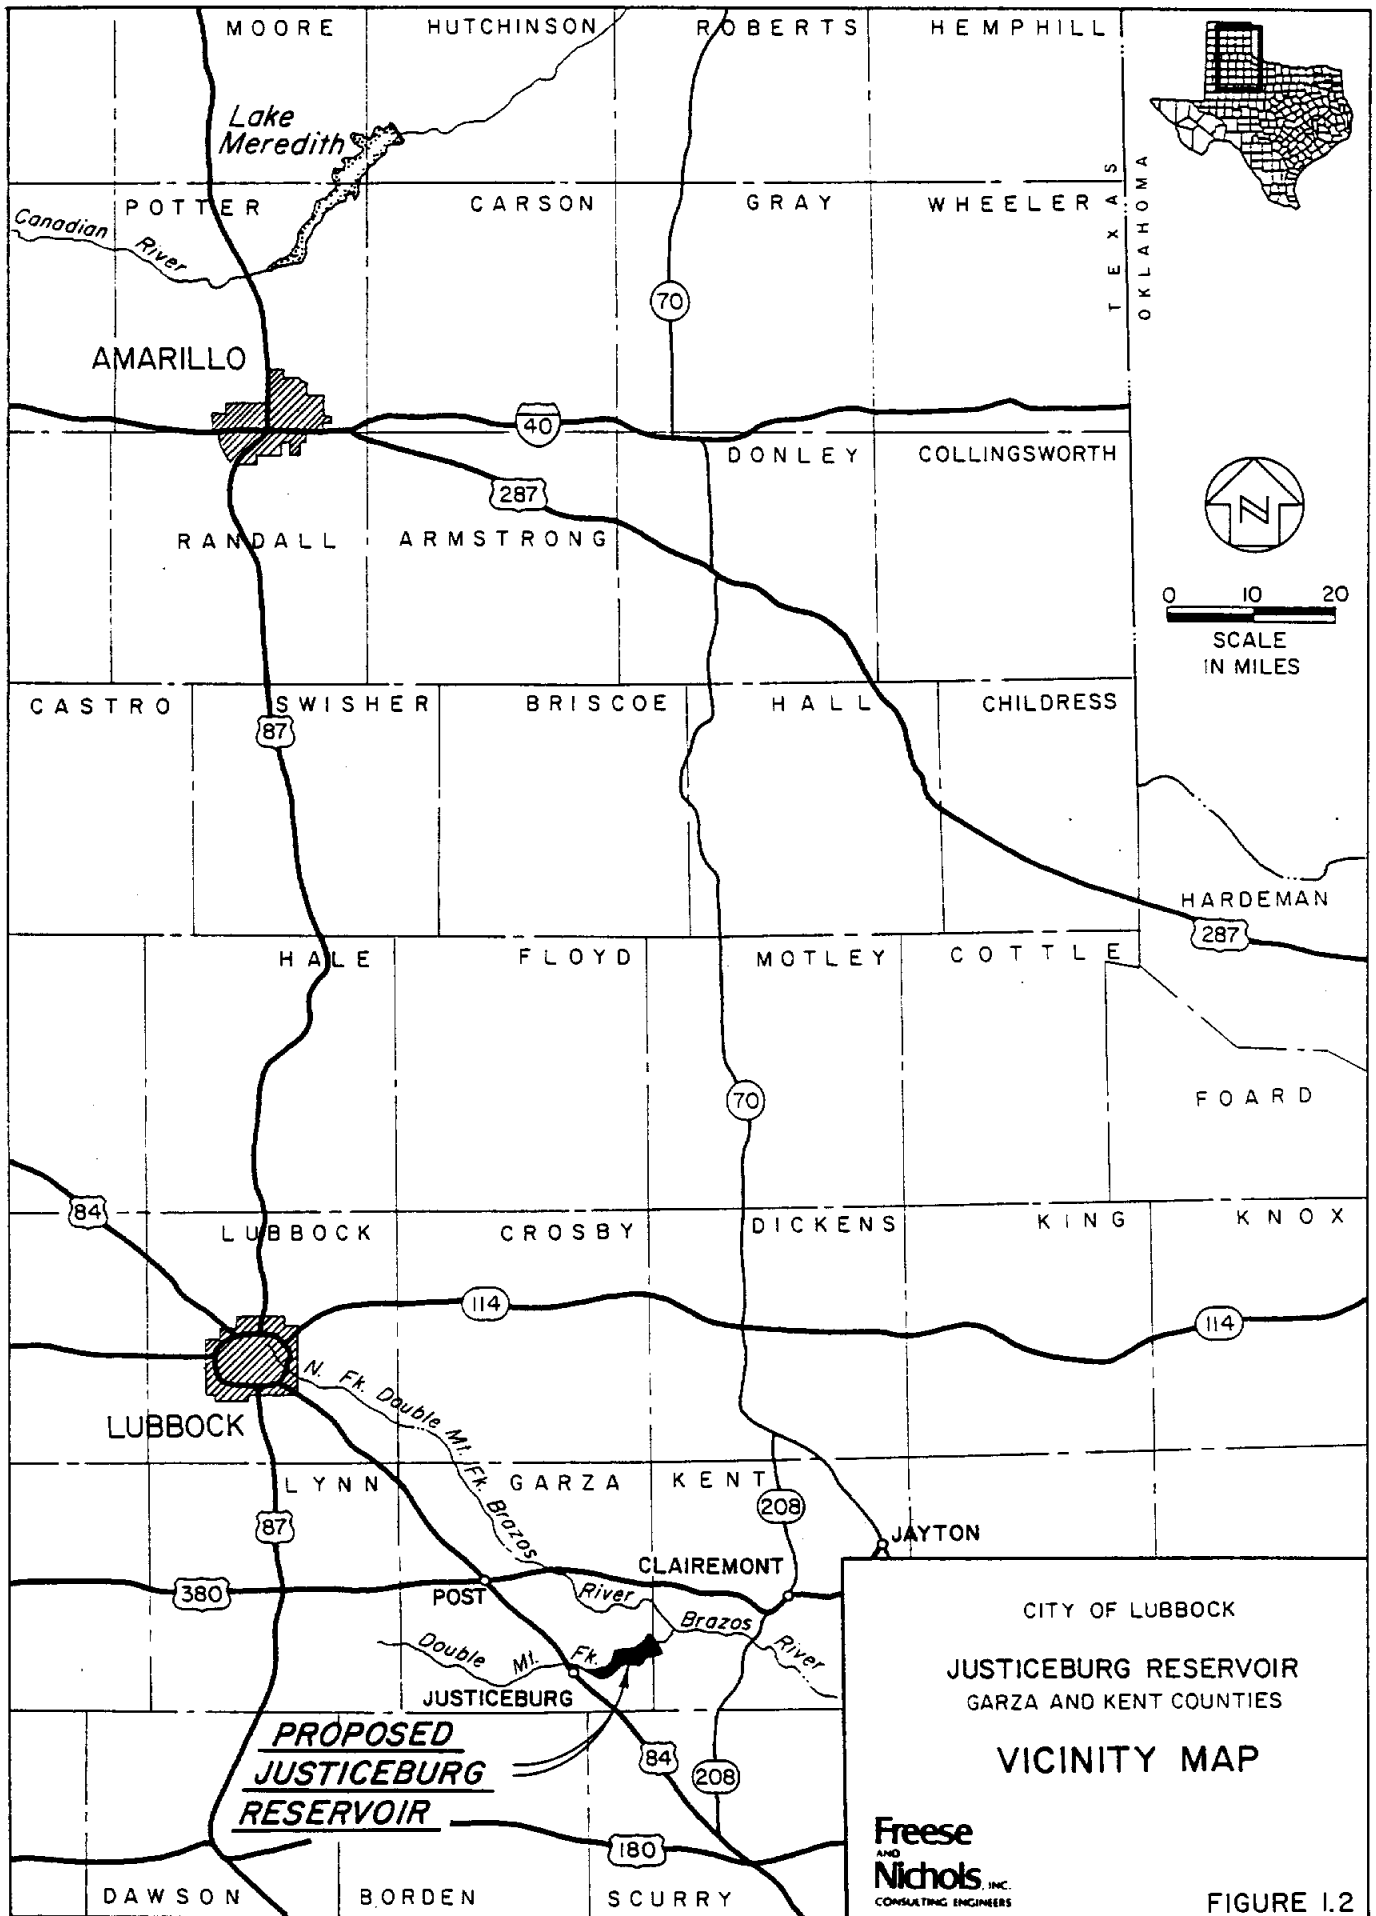 MOORE
HUTCHINSON
ROBERTS
HEMPHILL
Lake
Meredith
POTTER
CARSON
GRAY
WHEELER
TEXAS
OKLAHOMA
Canadian River
70
AMARILLO
40
DONLEY
COLLINGSWORTH
287
N
RANDALL
ARMSTRONG
0 10 20
SCALE
IN MILES
CASTRO
SWISHER
BRISCOE
HALL
CHILDRESS
87
HARDEMAN
287
HALE
FLOYD
MOTLEY
COTTLE
70
FOARD
84
LUBBOCK
CROSBY
DICKENS
KING
KNOX
114
114
N. Fk. Double Mt. Fk. Brazos River
LUBBOCK
LYNN
GARZA
KENT
208
87
JAYTON
CLAIREMONT
380
POST
Brazos River
Double Mt. Fk.
JUSTICEBURG
PROPOSED
JUSTICEBURG
RESERVOIR
84
208
180
DAWSON
BORDEN
SCURRY
CITY OF LUBBOCK
JUSTICEBURG RESERVOIR
GARZA AND KENT COUNTIES
VICINITY MAP
Freese
AND
Nichols, INC.
CONSULTING ENGINEERS
FIGURE 1.2